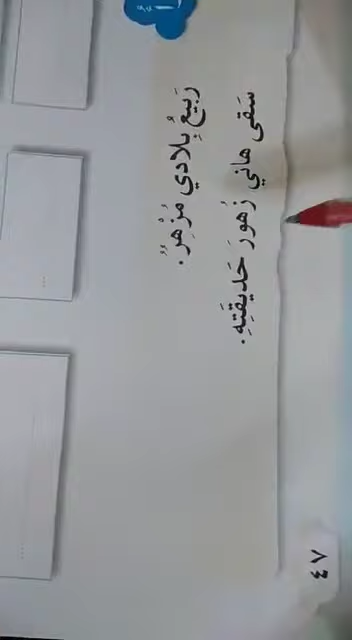 رَبيعُ بِلادي مُزْهِرٌ.
سَقى هاني زُهورَ حَديقَتِهِ.
٤٧